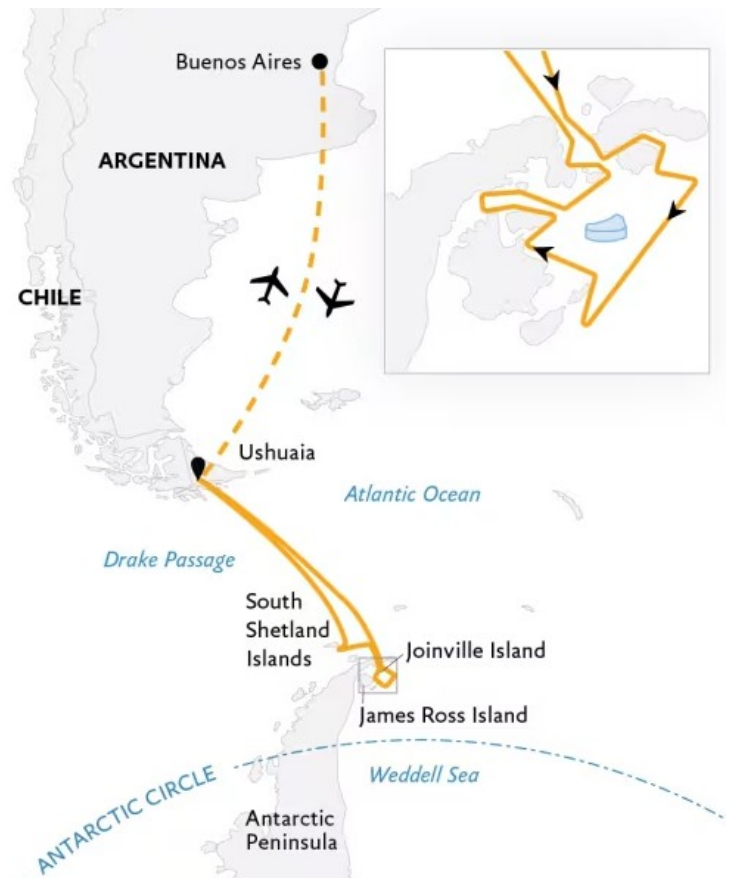 Buenos Aires
ARGENTINA
CHILE
Ushuaia
Atlantic Ocean
Drake Passage
South
Shetland
Islands
Joinville Island
James Ross Island
ANTARCTIC CIRCLE
Weddell Sea
Antarctic
Peninsula